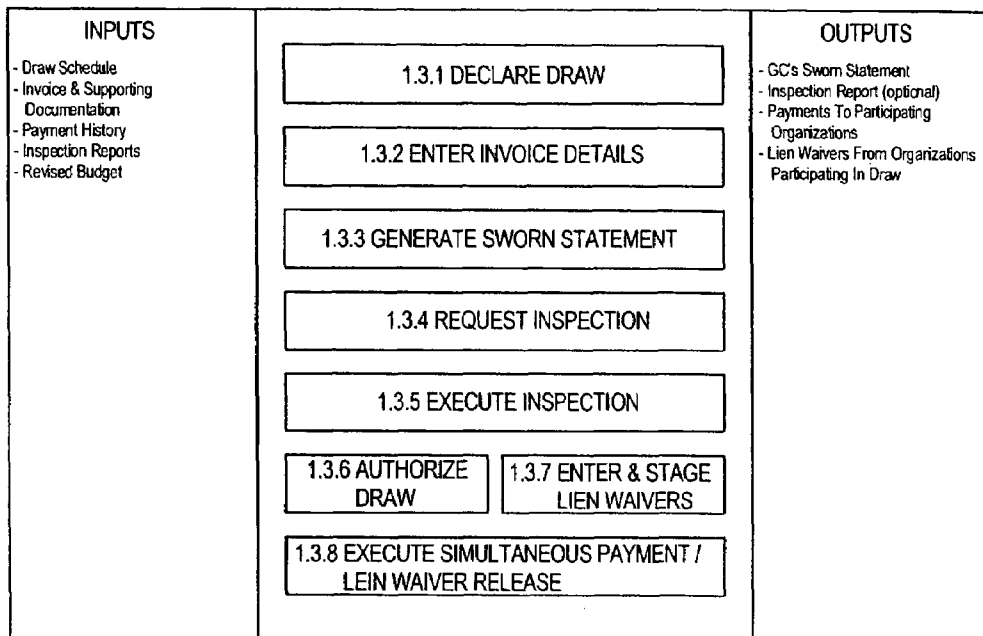 INPUTS
- Draw Schedule
- Invoice & Supporting
Documentation
- Payment History
- Inspection Reports
- Revised Budget
1.3.1 DECLARE DRAW
1.3.2 ENTER INVOICE DETAILS
1.3.3 GENERATE SWORN STATEMENT
1.3.4 REQUEST INSPECTION
1.3.5 EXECUTE INSPECTION
1.3.6 AUTHORIZE
DRAW
1.3.7 ENTER & STAGE
LIEN WAIVERS
1.3.8 EXECUTE SIMULTANEOUS PAYMENT /
LEIN WAIVER RELEASE
OUTPUTS
- GC's Sworn Statement
- Inspection Report (optional)
- Payments To Participating
Organizations
- Lien Waivers From Organizations
Participating In Draw